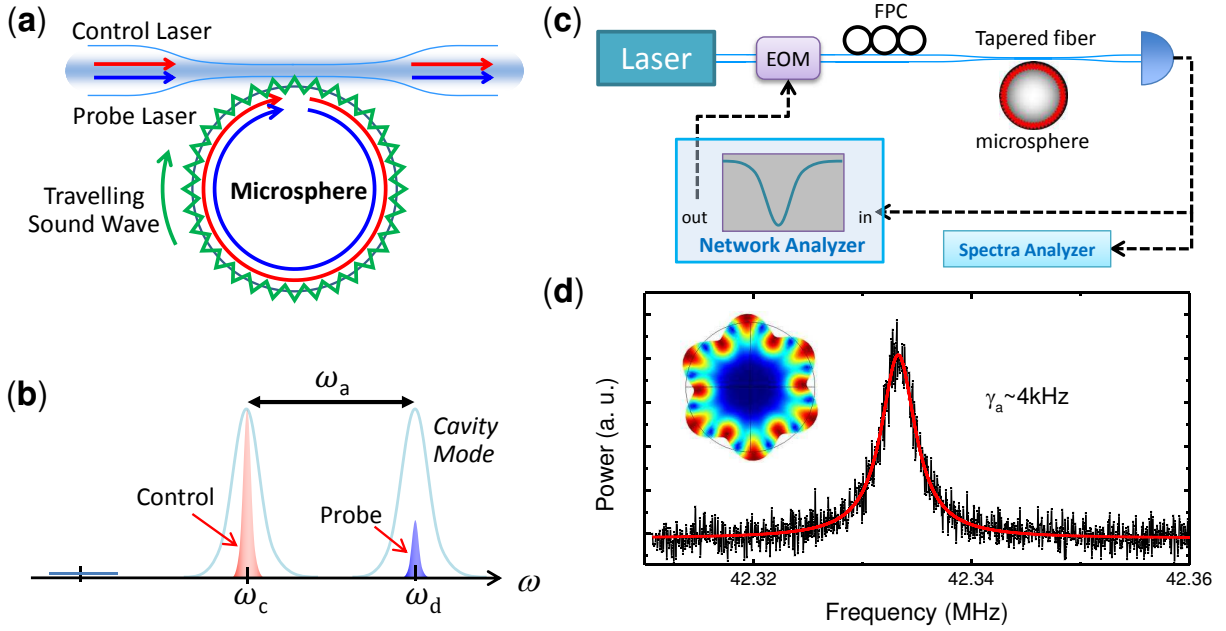 (a)
Control Laser
Probe Laser
Travelling
Sound Wave
Microsphere
(b)
ωa
Cavity
Mode
Control
Probe
ωc
ωd
ω
(c)
FPC
Laser
EOM
Tapered fiber
microsphere
out
in
Network Analyzer
Spectra Analyzer
(d)
γa~4kHz
Power (a. u.)
42.32
42.34
42.36
Frequency (MHz)